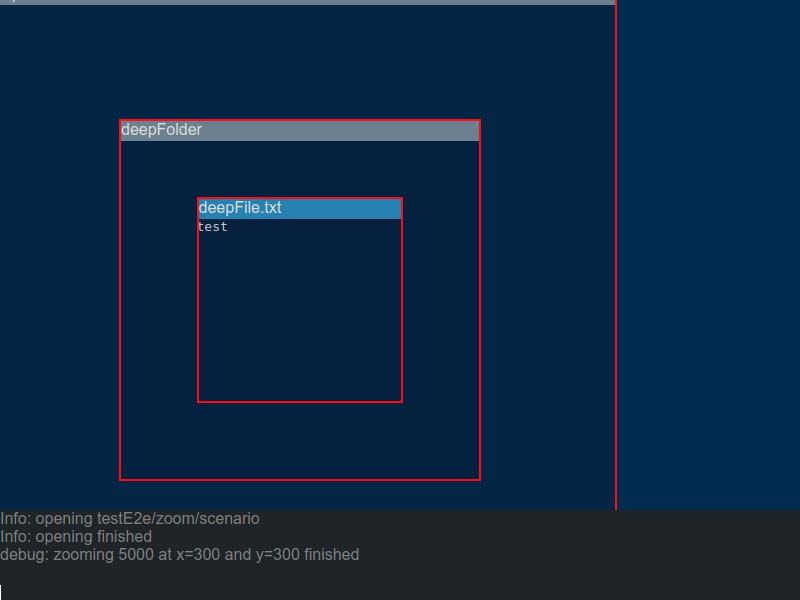 deepFolder
deepFile.txt
test
Info: opening testE2e/zoom/scenario
Info: opening finished
debug: zooming 5000 at x=300 and y=300 finished